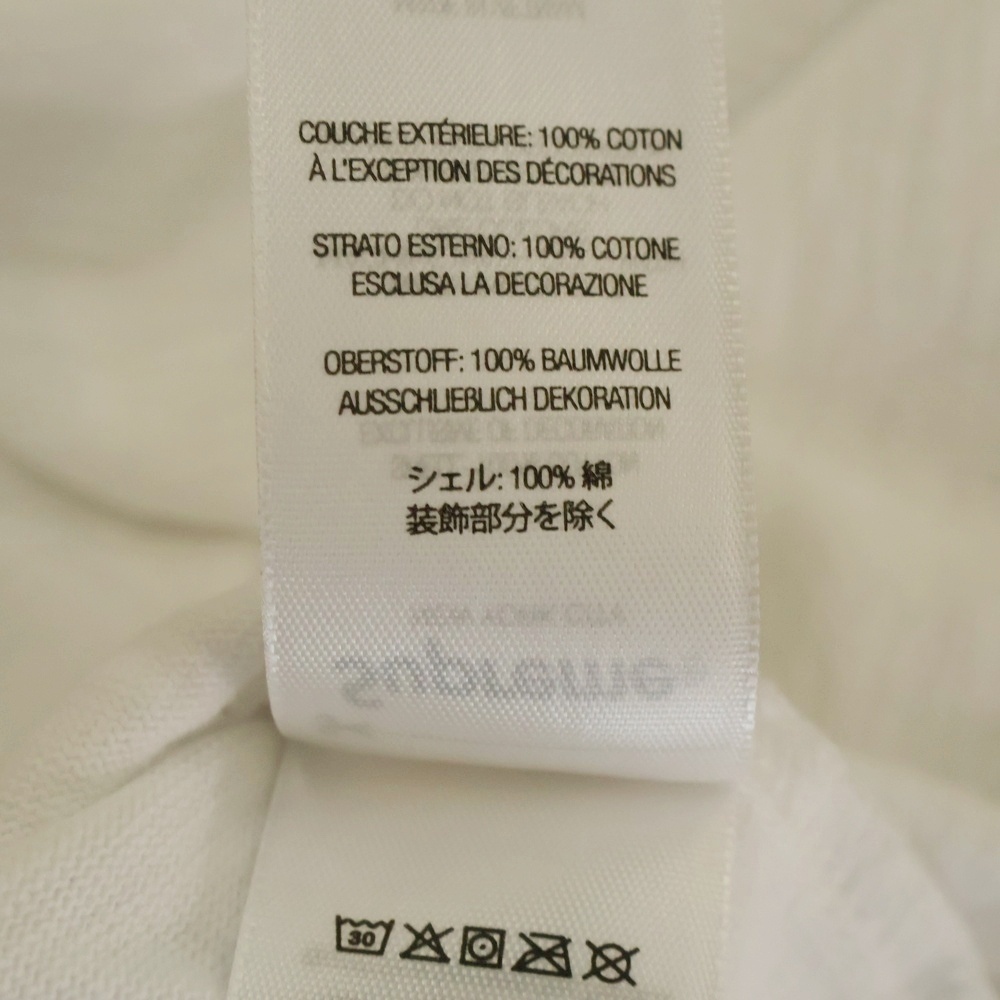 COUCHE EXTÉRIEURE: 100% COTON
À L'EXCEPTION DES DÉCORATIONS
STRATO ESTERNO: 100% COTONE
ESCLUSA LA DECORAZIONE
OBERSTOFF: 100% BAUMWOLLE
AUSSCHLIEßLICH DEKORATION
シェル: 100% 綿
装飾部分を除く
Supreme
30